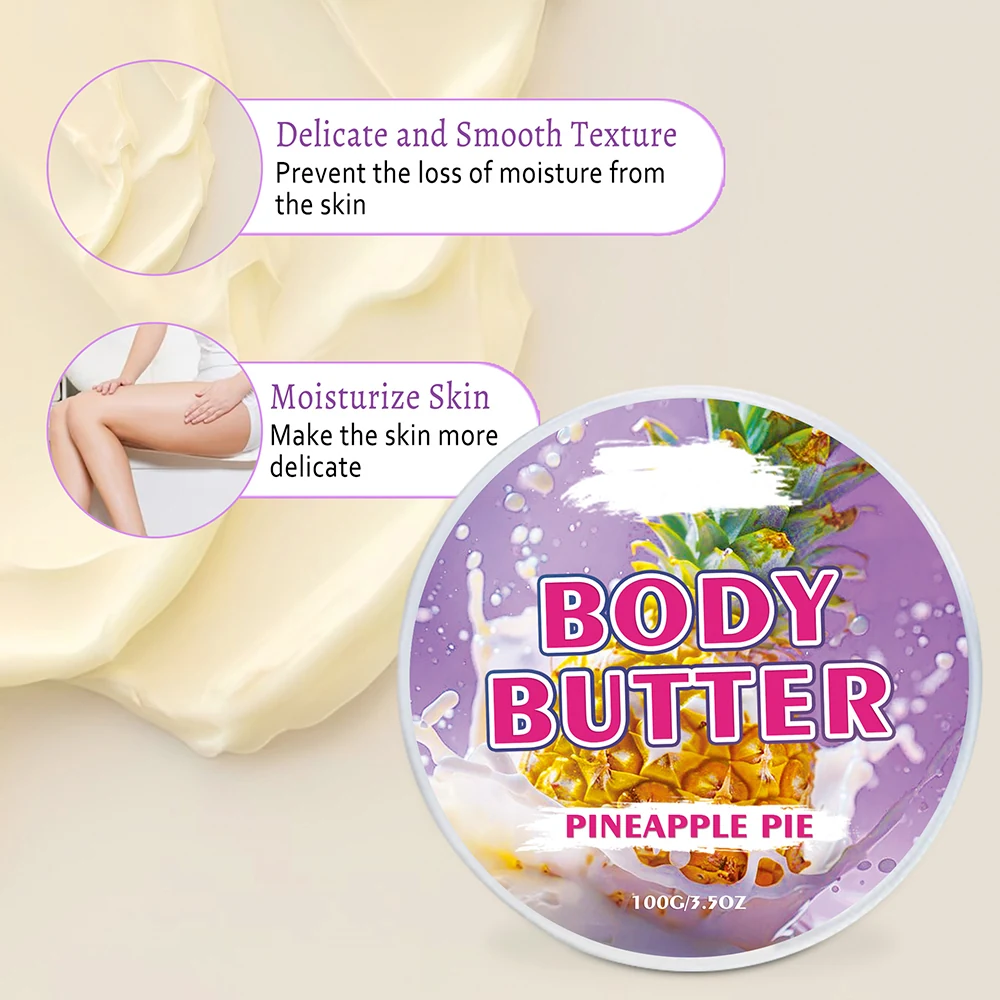 Delicate and Smooth Texture
Prevent the loss of moisture from
the skin
Moisturize Skin
Make the skin more
delicate
BODY
BUTTER
PINEAPPLE PIE
100G/3.5OZ